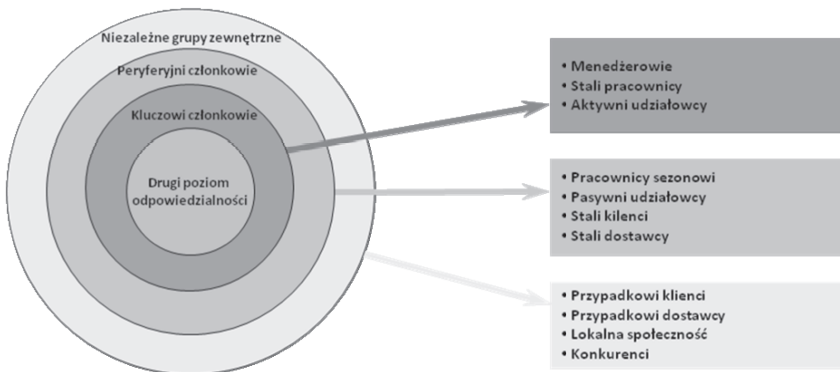 Niezależne grupy zewnętrzne
Peryferyjni członkowie
Kluczowi członkowie
Drugi poziom
odpowiedzialności
• Menedżerowie
• Stali pracownicy
• Aktywni udziałowcy
• Pracownicy sezonowi
• Pasywni udziałowcy
• Stali kilenci
• Stali dostawcy
• Przypadkowi klienci
• Przypadkowi dostawcy
• Lokalna społeczność
• Konkurenci